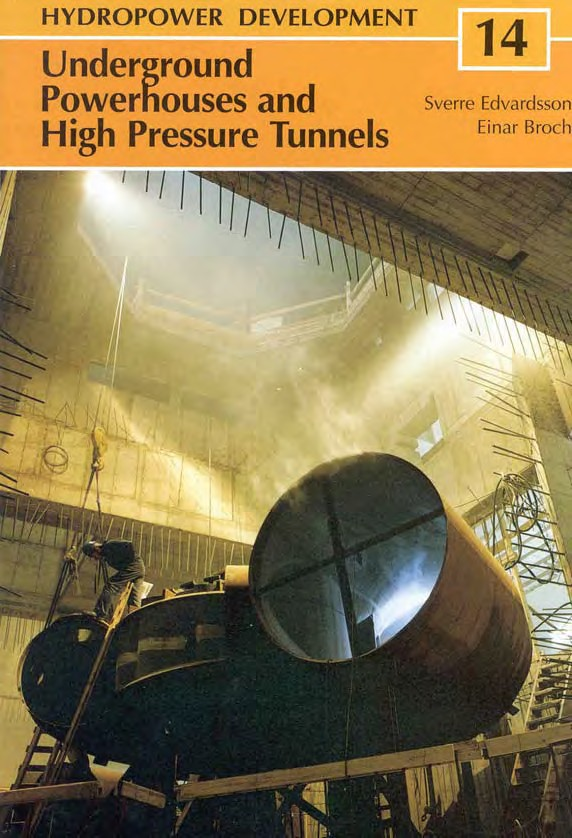 HYDROPOWER DEVELOPMENT
14
Underground
Powerhouses and
High Pressure Tunnels
Sverre Edvardsson
Einar Broch